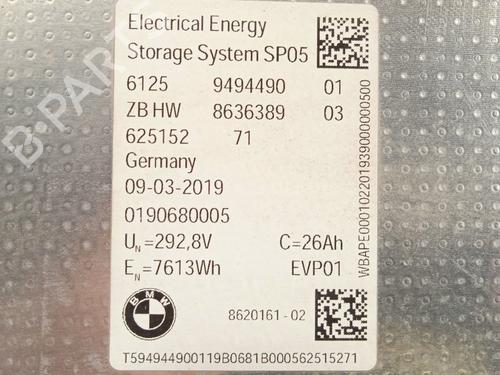 Electrical Energy
Storage System SP05
6125 9494490 01
ZB HW 8636389 03
625152 71
Germany
09-03-2019
0190680005
UN=292,8V C=26Ah
EN=7613Wh EVP01
BMW
8620161-02
T594944900119B0681B000562515271
WBAPE00010220193900000500
B-PARTS